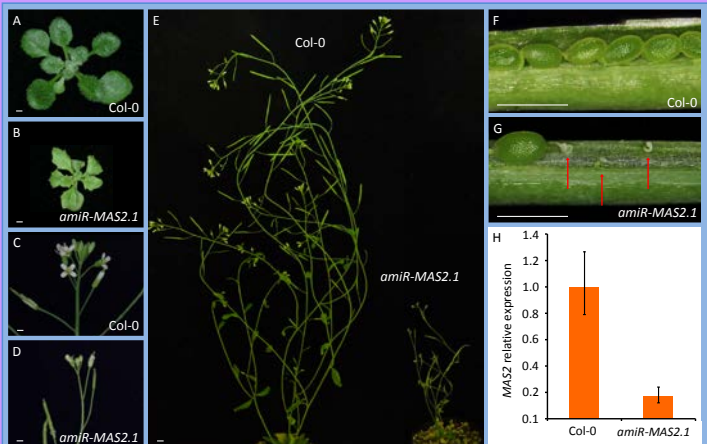 A
Col-0
B
amiR-MAS2.1
C
Col-0
D
amiR-MAS2.1
E
Col-0
amiR-MAS2.1
F
Col-0
G
amiR-MAS2.1
H
MAS2 relative expression
1.4
1.2
1.0
0.8
0.6
0.4
0.2
0.1
Col-0
amiR-MAS2.1